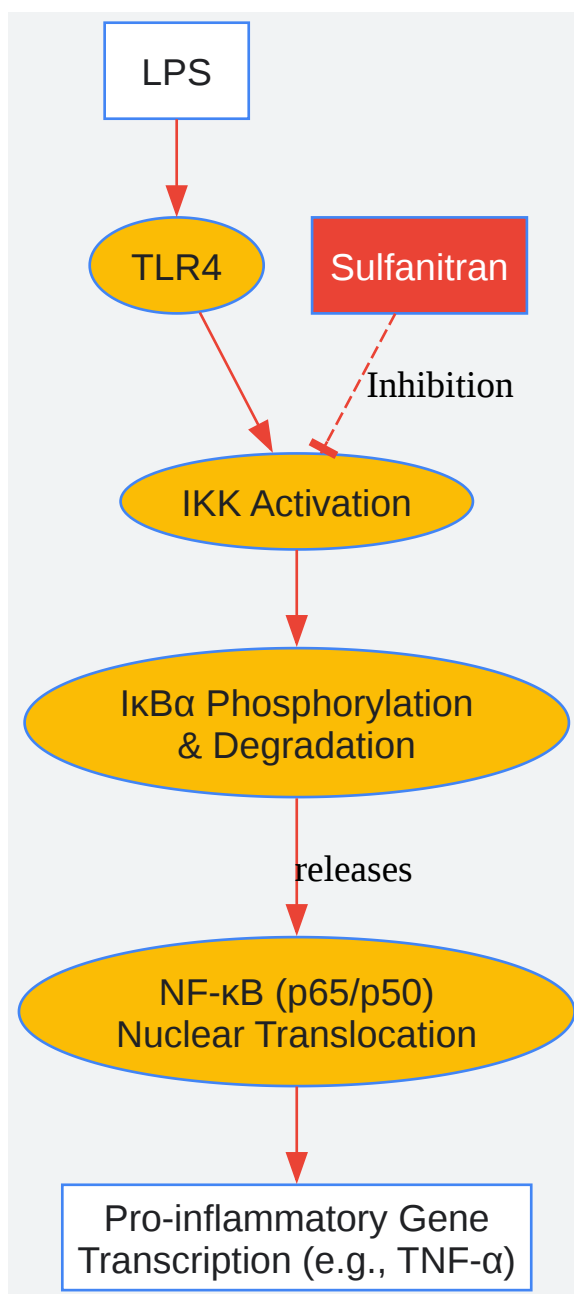 LPS
TLR4
Sulfanitran
Inhibition
IKK Activation
IκBα Phosphorylation
& Degradation
releases
NF-κB (p65/p50)
Nuclear Translocation
Pro-inflammatory Gene
Transcription (e.g., TNF-α)